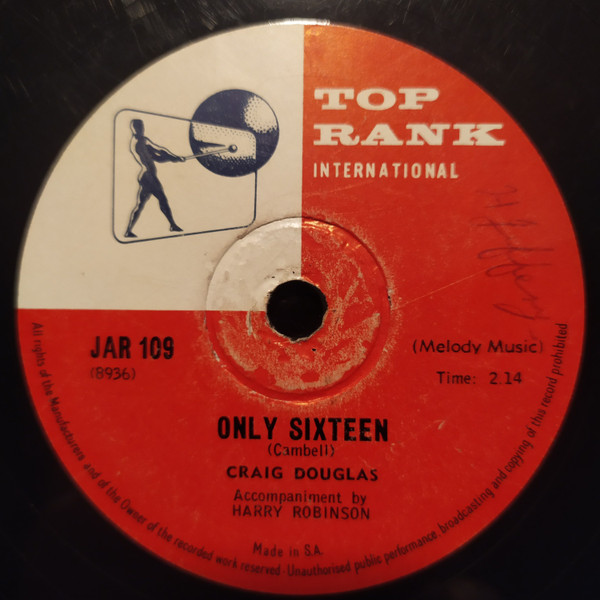 TOP
RANK
INTERNATIONAL
JAR 109
(8936)
(Melody Music)
Time: 2.14
ONLY SIXTEEN
(Cambell)
CRAIG DOUGLAS
Accompaniment by
HARRY ROBINSON
Made in S.A.
All rights of the Manufacturers and of the Owner of the recorded work reserved · Unauthorised public performance, broadcasting and copying of this record prohibited